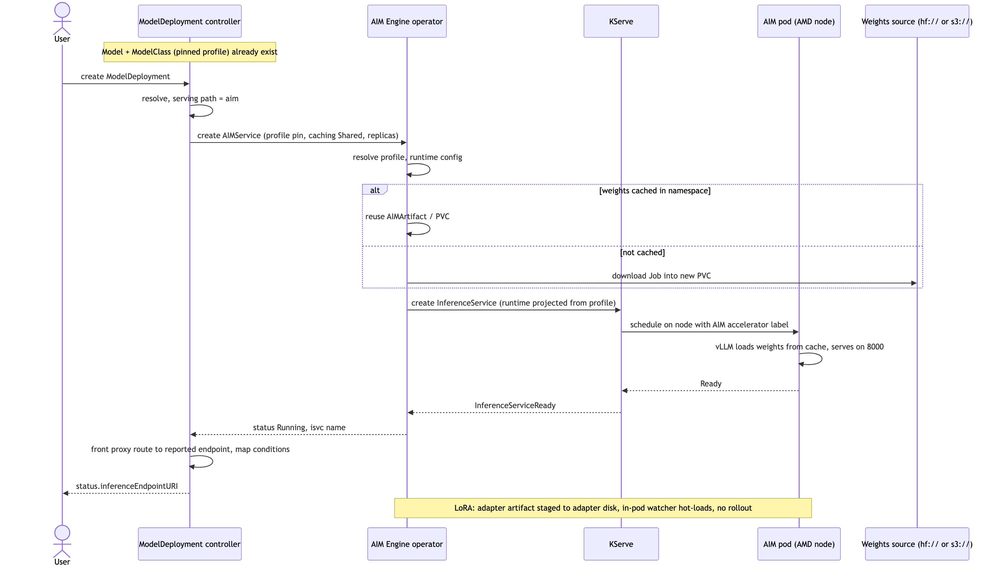 ModelDeployment controller
AIM Engine operator
KServe
AIM pod (AMD node)
Weights source (hf:// or s3://)
User
Model + ModelClass (pinned profile) already exist
create ModelDeployment
resolve, serving path = aim
create AIMService (profile pin, caching Shared, replicas)
resolve profile, runtime config
alt
[weights cached in namespace]
reuse AIMArtifact / PVC
[not cached]
download Job into new PVC
create InferenceService (runtime projected from profile)
schedule on node with AIM accelerator label
vLLM loads weights from cache, serves on 8000
Ready
InferenceServiceReady
status Running, isvc name
front proxy route to reported endpoint, map conditions
status.inferenceEndpointURI
LoRA: adapter artifact staged to adapter disk, in-pod watcher hot-loads, no rollout
ModelDeployment controller
AIM Engine operator
KServe
AIM pod (AMD node)
Weights source (hf:// or s3://)
User